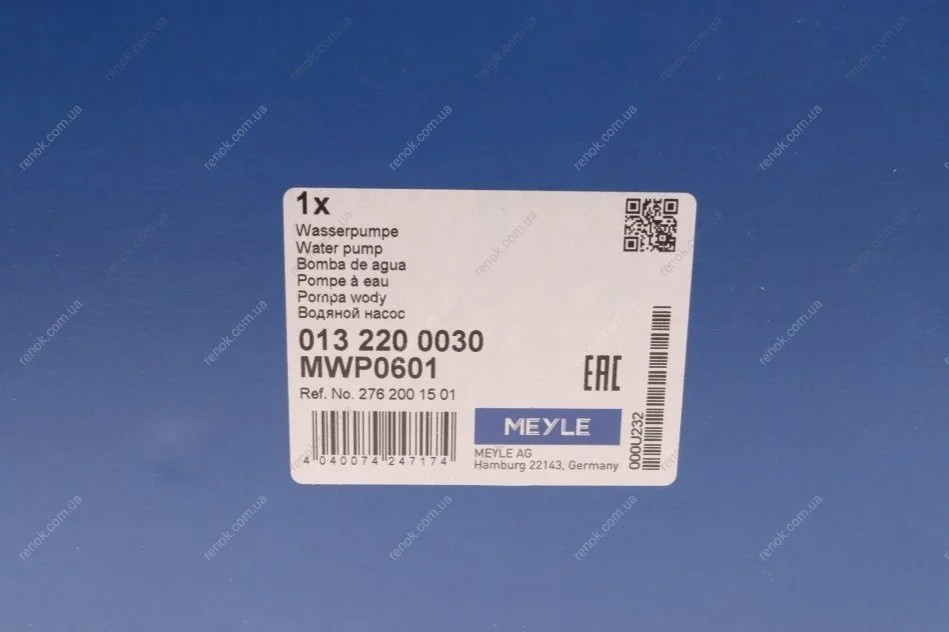 1x
Wasserpumpe
Water pump
Bomba de agua
Pompe à eau
Pompa wody
Водяной насос
013 220 0030
MWP0601
Ref. No. 276 200 15 01
EAC
4 040074 247174
MEYLE
MEYLE AG
Hamburg 22143, Germany
000U232
renok.com.ua